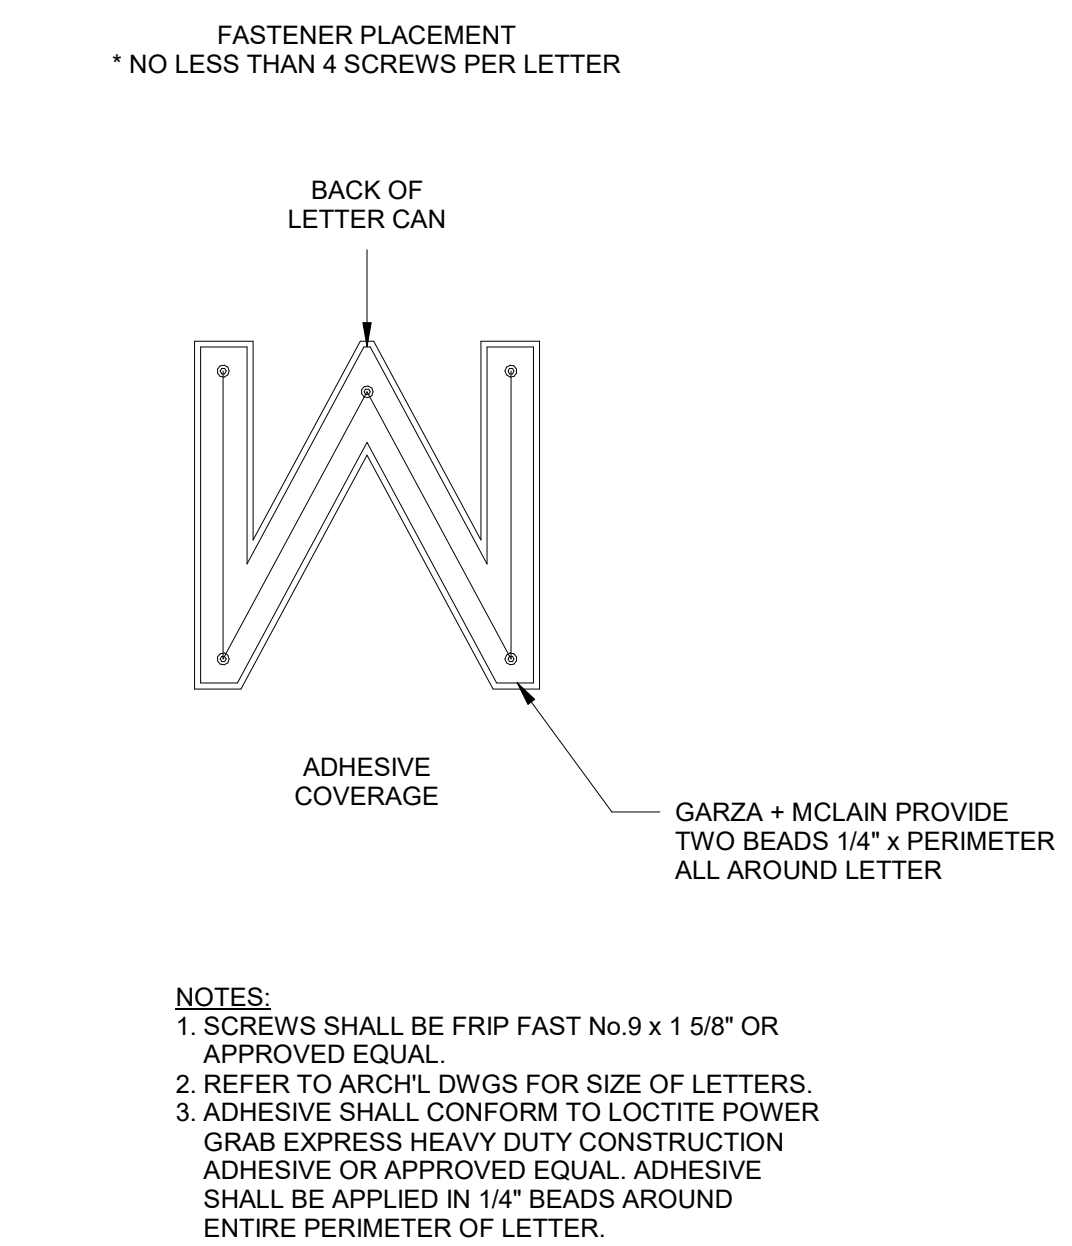 FASTENER PLACEMENT
* NO LESS THAN 4 SCREWS PER LETTER
BACK OF
LETTER CAN
ADHESIVE
COVERAGE
GARZA + MCLAIN PROVIDE
TWO BEADS 1/4" x PERIMETER
ALL AROUND LETTER
NOTES:
1. SCREWS SHALL BE FRIP FAST No.9 x 1 5/8" OR
APPROVED EQUAL.
2. REFER TO ARCH'L DWGS FOR SIZE OF LETTERS.
3. ADHESIVE SHALL CONFORM TO LOCTITE POWER
GRAB EXPRESS HEAVY DUTY CONSTRUCTION
ADHESIVE OR APPROVED EQUAL. ADHESIVE
SHALL BE APPLIED IN 1/4" BEADS AROUND
ENTIRE PERIMETER OF LETTER.